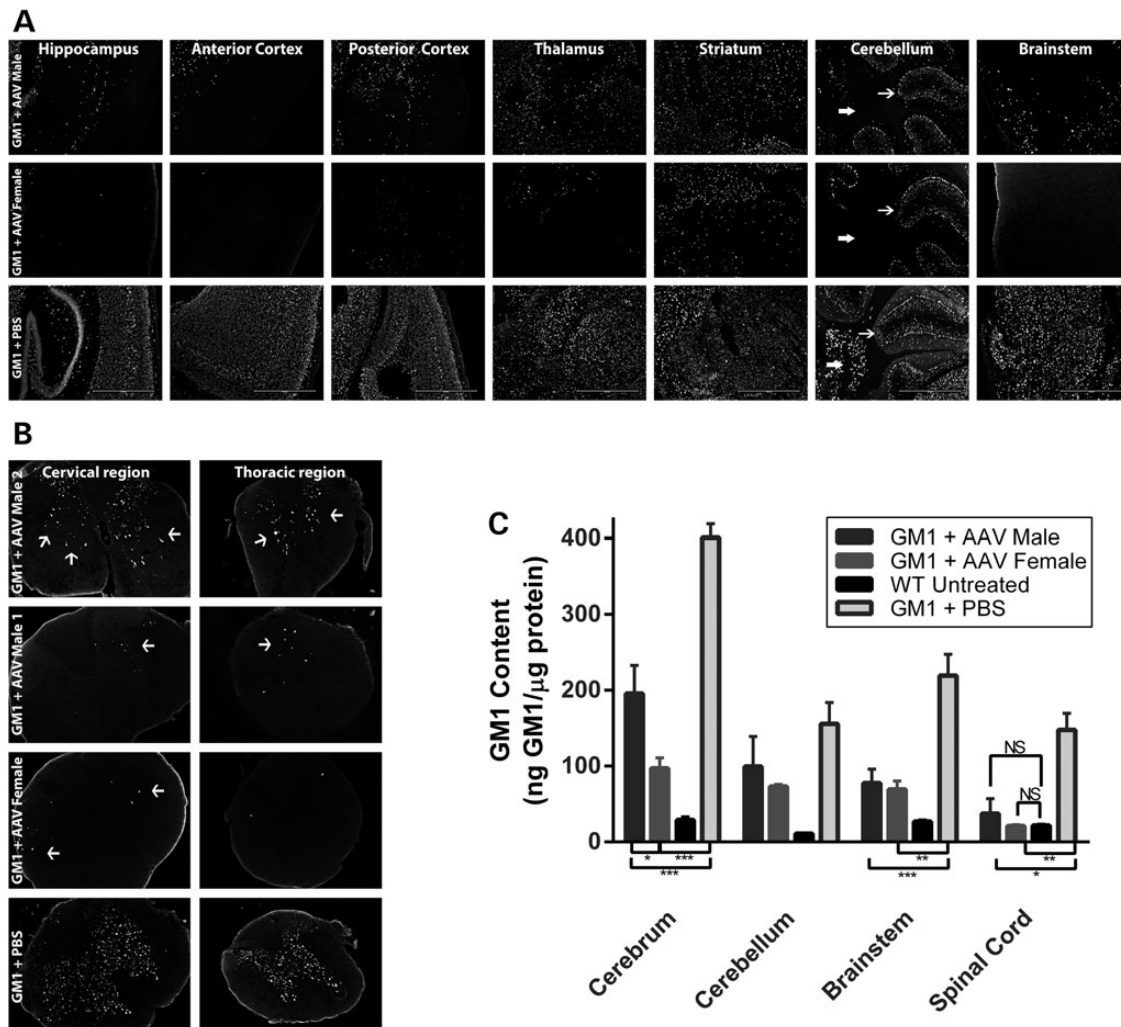 A
Hippocampus Anterior Cortex Posterior Cortex Thalamus Striatum Cerebellum Brainstem
GM1 + AAV Male
GM1 + AAV Female
GM1 + PBS
B
Cervical region Thoracic region
GM1 + AAV Male 2
GM1 + AAV Male 1
GM1 + AAV Female
GM1 + PBS
C
GM1 Content
(ng GM1/µg protein)
400
300
200
100
0
GM1 + AAV Male
GM1 + AAV Female
WT Untreated
GM1 + PBS
NS
NS
* *** ** **
*** *** *
Cerebrum Cerebellum Brainstem Spinal Cord